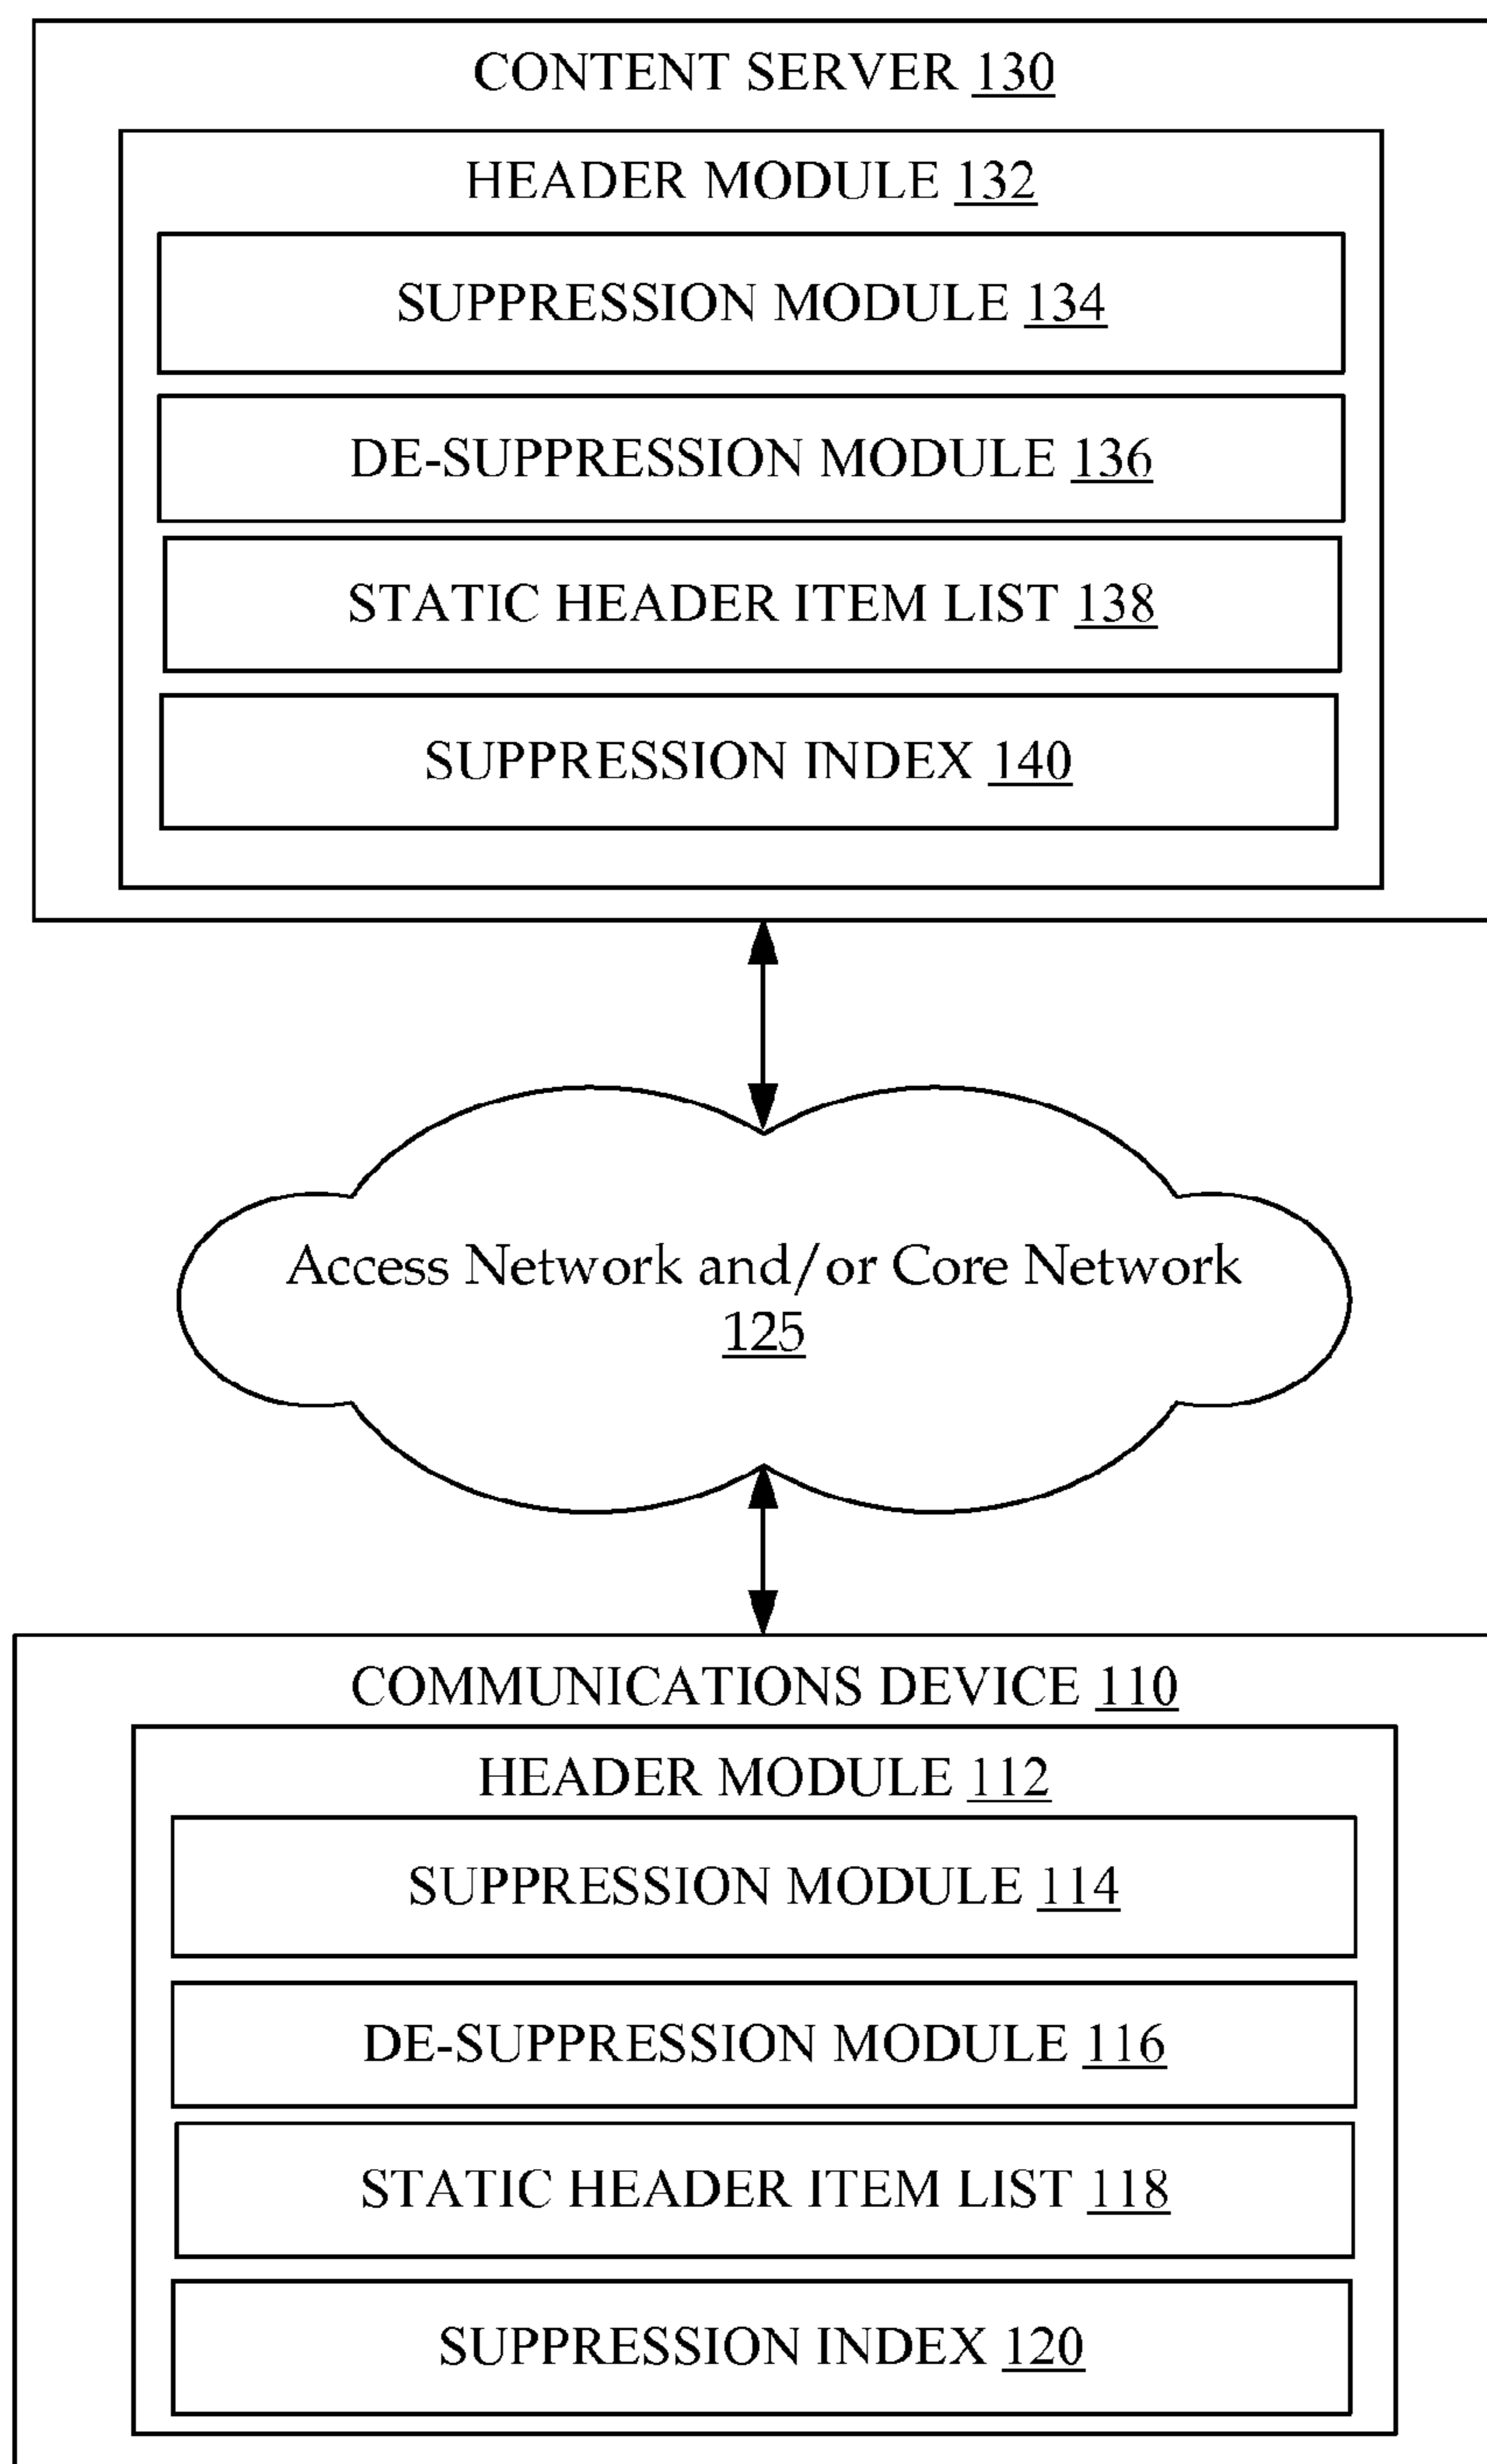 CONTENT SERVER 130
HEADER MODULE 132
SUPPRESSION MODULE 134
DE-SUPPRESSION MODULE 136
STATIC HEADER ITEM LIST 138
SUPPRESSION INDEX 140
Access Network and/or Core Network
125
COMMUNICATIONS DEVICE 110
HEADER MODULE 112
SUPPRESSION MODULE 114
DE-SUPPRESSION MODULE 116
STATIC HEADER ITEM LIST 118
SUPPRESSION INDEX 120